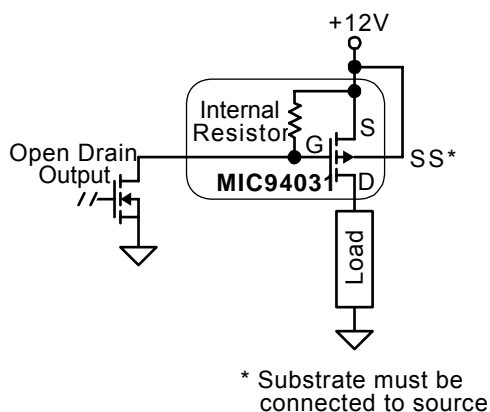 +12V
Internal
Resistor
S
G
SS*
Open Drain
Output
MIC94031
D
Load
* Substrate must be
connected to source